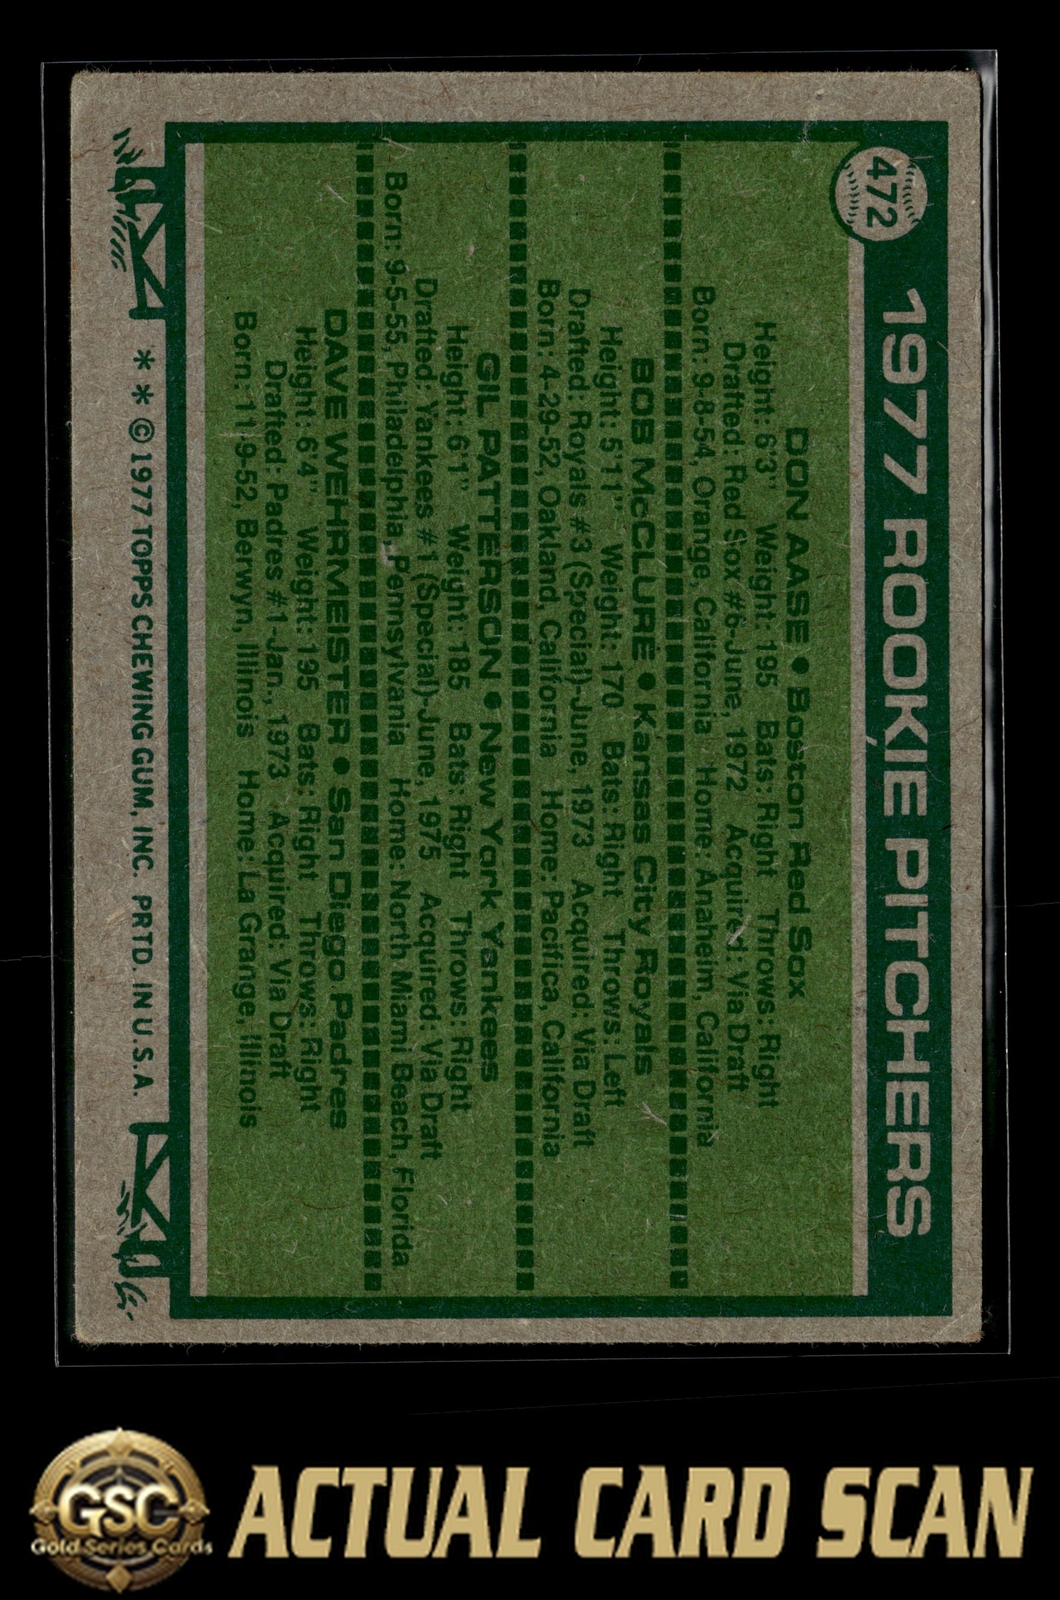 472
1977 ROOKIE PITCHERS
DON AASE • Boston Red Sox
Height: 6'3" Weight: 195 Bats: Right Throws: Right
Drafted: Red Sox #6-June, 1972 Acquired: Via Draft
Born: 9-8-54, Orange, California Home: Anaheim, California
BOB McCLURE • Kansas City Royals
Height: 5'11" Weight: 170 Bats: Right Throws: Left
Drafted: Royals #3 (Special)-June, 1973 Acquired: Via Draft
Born: 4-29-52, Oakland, California Home: Pacifica, California
GIL PATTERSON • New York Yankees
Height: 6'1" Weight: 185 Bats: Right Throws: Right
Drafted: Yankees #1 (Special)-June, 1975 Acquired: Via Draft
Born: 9-5-55, Philadelphia, Pennsylvania Home: North Miami Beach, Florida
DAVE WEHRMEISTER • San Diego Padres
Height: 6'4" Weight: 195 Bats: Right Throws: Right
Drafted: Padres #1-Jan., 1973 Acquired: Via Draft
Born: 11-9-52, Berwyn, Illinois Home: La Grange, Illinois
* * © 1977 TOPPS CHEWING GUM, INC. PRTD. IN U.S.A.
GSC
Gold Series Cards
ACTUAL CARD SCAN